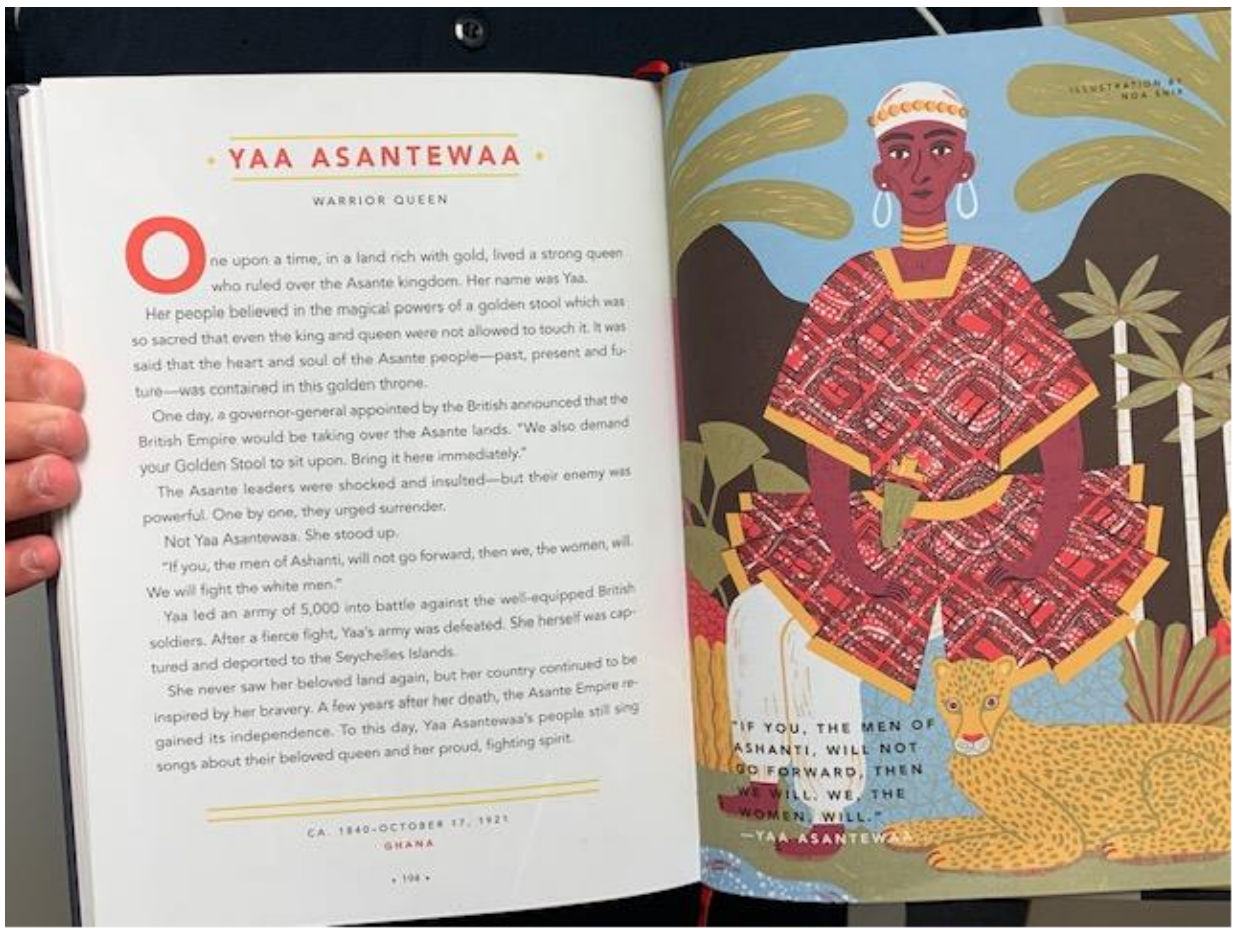 YAA ASANTEWAA
WARRIOR QUEEN
One upon a time, in a land rich with gold, lived a strong queen
who ruled over the Asante kingdom. Her name was Yaa.
Her people believed in the magical powers of a golden stool which was
so sacred that even the king and queen were not allowed to touch it. It was
said that the heart and soul of the Asante people—past, present and fu-
ture—was contained in this golden throne.
One day, a governor-general appointed by the British announced that the
British Empire would be taking over the Asante lands. "We also demand
your Golden Stool to sit upon. Bring it here immediately."
The Asante leaders were shocked and insulted—but their enemy was
powerful. One by one, they urged surrender.
Not Yaa Asantewaa. She stood up.
"If you, the men of Ashanti, will not go forward, then we, the women, will.
We will fight the white men."
Yaa led an army of 5,000 into battle against the well-equipped British
soldiers. After a fierce fight, Yaa's army was defeated. She herself was cap-
tured and deported to the Seychelles Islands.
She never saw her beloved land again, but her country continued to be
inspired by her bravery. A few years after her death, the Asante Empire re-
gained its independence. To this day, Yaa Asantewaa's people still sing
songs about their beloved queen and her proud, fighting spirit.
CA. 1840–OCTOBER 17, 1921
GHANA
• 194 •
ILLUSTRATION BY
NOA SNIR
"IF YOU, THE MEN OF
ASHANTI, WILL NOT
GO FORWARD, THEN
WE WILL. WE, THE
WOMEN, WILL."
—YAA ASANTEWAA